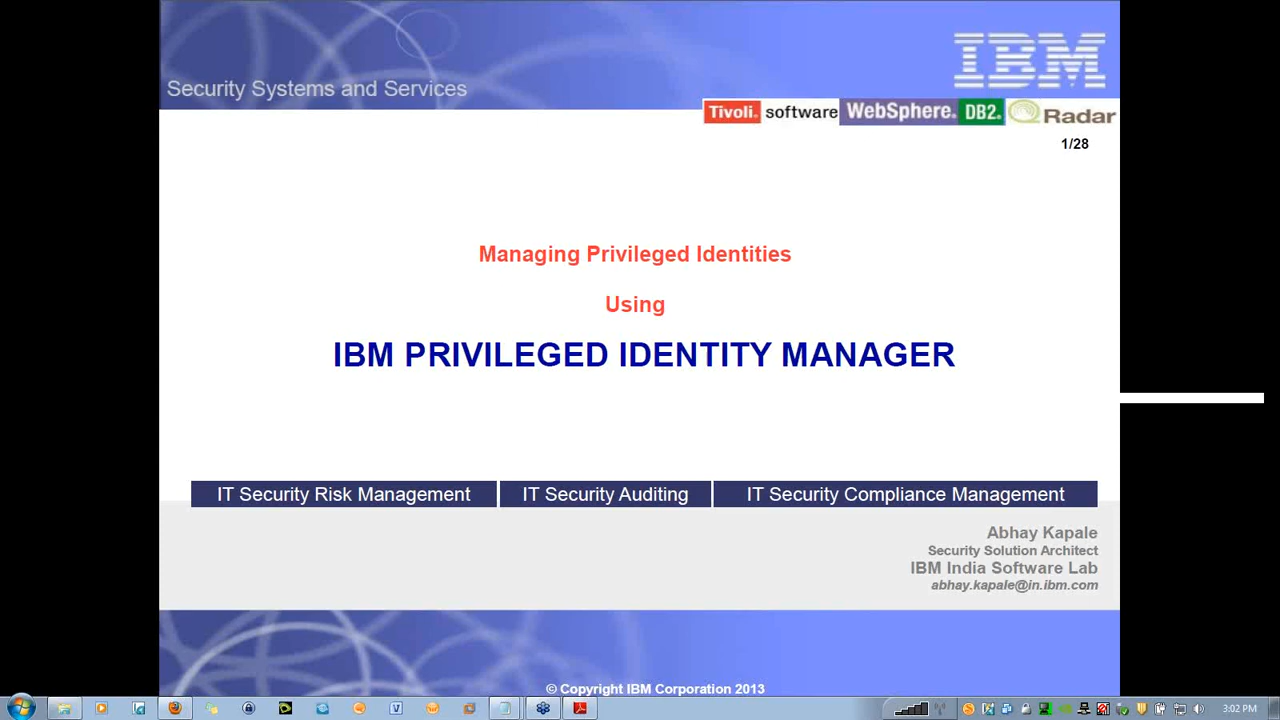 Security Systems and Services
IBM
Tivoli. software WebSphere. DB2. Radar
1/28
Managing Privileged Identities
Using
IBM PRIVILEGED IDENTITY MANAGER
IT Security Risk Management IT Security Auditing IT Security Compliance Management
Abhay Kapale
Security Solution Architect
IBM India Software Lab
abhay.kapale@in.ibm.com
© Copyright IBM Corporation 2013
3:02 PM